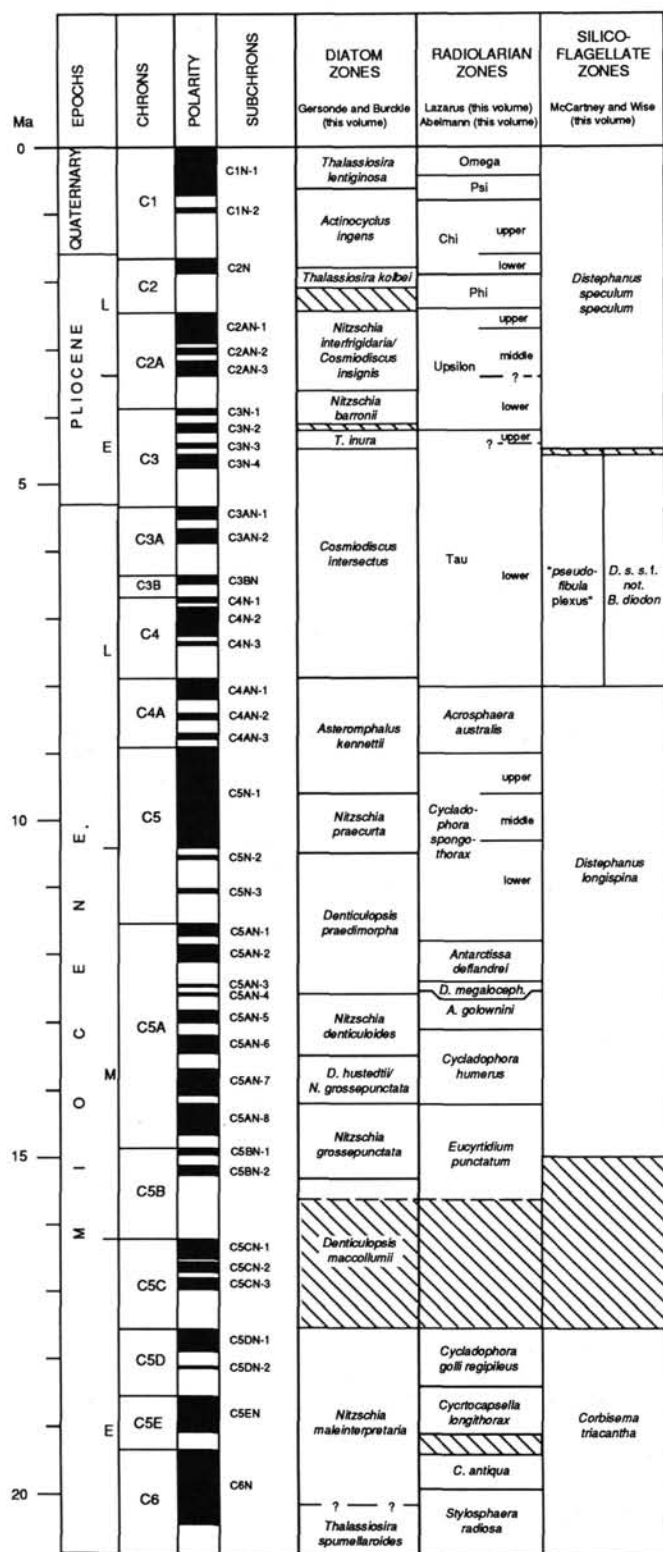 Ma
EPOCHS
CHRONS
POLARITY
SUBCHRONS
DIATOM
ZONES
Gersonde and Burckle
(this volume)
RADIOLARIAN
ZONES
Lazarus (this volume)
Abelmann (this volume)
SILICO-
FLAGELLATE
ZONES
McCartney and Wise
(this volume)
0
5
10
15
20
QUATERNARY
PLIOCENE
L
E
MIOCENE.
L
M
E
C1
C2
C2A
C3
C3A
C3B
C4
C4A
C5
C5A
C5B
C5C
C5D
C5E
C6
C1N-1
C1N-2
C2N
C2AN-1
C2AN-2
C2AN-3
C3N-1
C3N-2
C3N-3
C3N-4
C3AN-1
C3AN-2
C3BN
C4N-1
C4N-2
C4N-3
C4AN-1
C4AN-2
C4AN-3
C5N-1
C5N-2
C5N-3
C5AN-1
C5AN-2
C5AN-3
C5AN-4
C5AN-5
C5AN-6
C5AN-7
C5AN-8
C5BN-1
C5BN-2
C5CN-1
C5CN-2
C5CN-3
C5DN-1
C5DN-2
C5EN
C6N
Thalassiosira
lentiginosa
Actinocyclus
ingens
Thalassiosira kolbei
Nitzschia
interfrigidaria/
Cosmiodiscus
insignis
Nitzschia
barronii
T. inura
Cosmiodiscus
intersectus
Asteromphalus
kennettii
Nitzschia
praecurta
Denticulopsis
praedimorpha
Nitzschia
denticuloides
D. hustedtii/
N. grossepunctata
Nitzschia
grossepunctata
Denticulopsis
maccollumii
Nitzschia
maleinterpretaria
? ?
Thalassiosira
spumellaroides
Omega
Psi
Chi
upper
lower
Phi
Upsilon
upper
middle
?
lower
? upper
Tau
lower
Acrosphaera
australis
Cyclado-
phora
spongo-
thorax
upper
middle
lower
Antarctissa
deflandrei
D. megaloceph.
A. golownini
Cycladophora
humerus
Eucyrtidium
punctatum
Cycladophora
golli regipileus
Cycrtocapsella
longithorax
C. antiqua
Stylosphaera
radiosa
Distephanus
speculum
speculum
"pseudo-
fibula
plexus"
D. s. s. f.
not.
B. diodon
Distephanus
longispina
Corbisema
triacantha